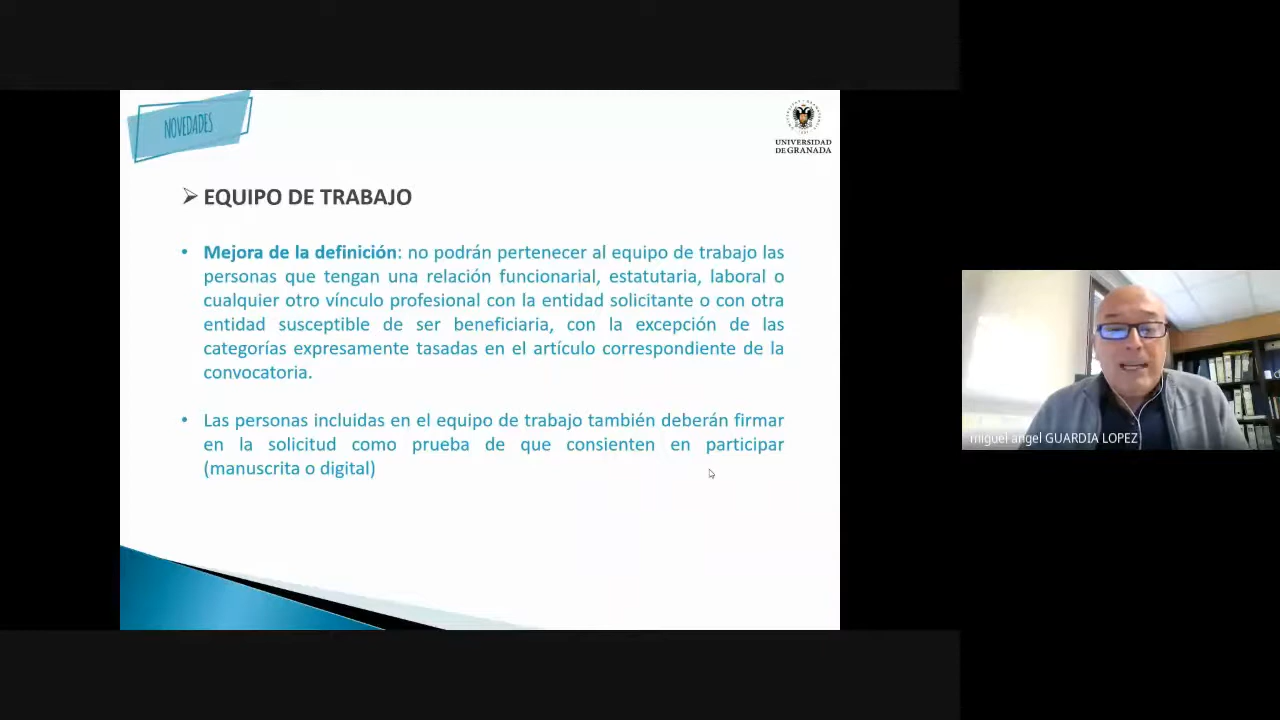 NOVEDADES
UNIVERSIDAD
DE GRANADA
➢ EQUIPO DE TRABAJO
• Mejora de la definición: no podrán pertenecer al equipo de trabajo las
personas que tengan una relación funcionarial, estatutaria, laboral o
cualquier otro vínculo profesional con la entidad solicitante o con otra
entidad susceptible de ser beneficiaria, con la excepción de las
categorías expresamente tasadas en el artículo correspondiente de la
convocatoria.
• Las personas incluidas en el equipo de trabajo también deberán firmar
en la solicitud como prueba de que consienten en participar
(manuscrita o digital)
miguel angel GUARDIA LOPEZ